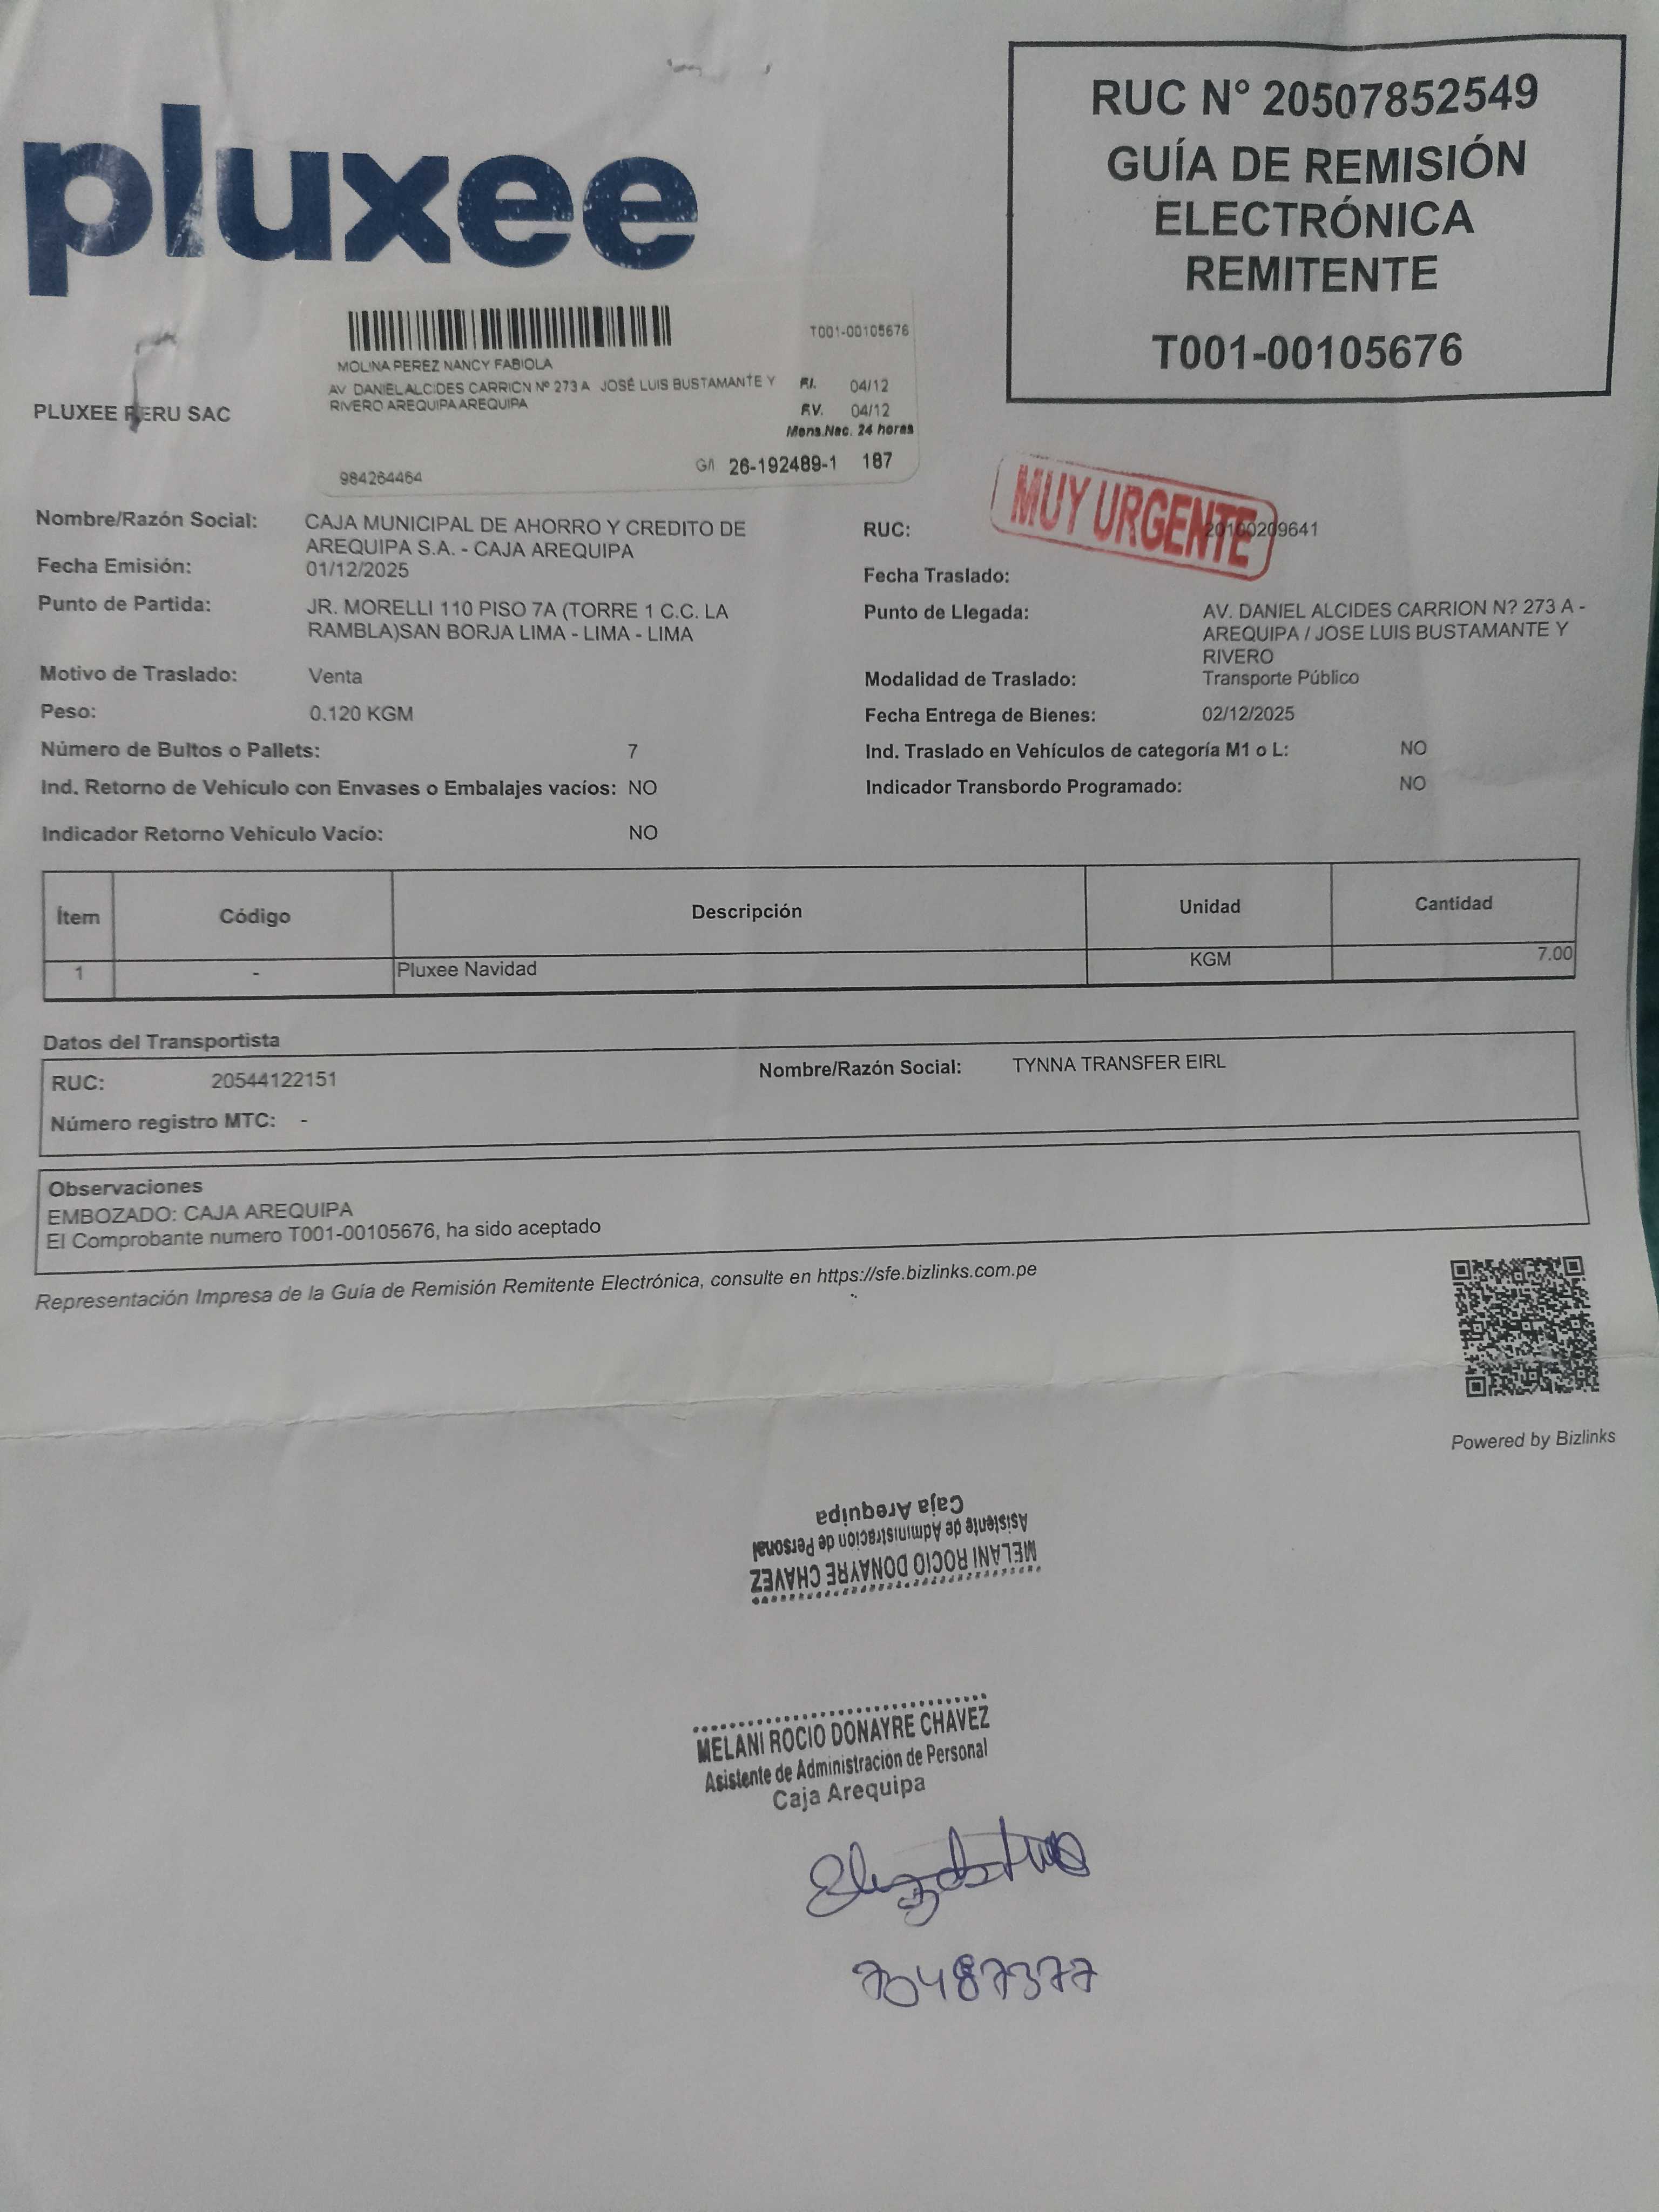 pluxee
RUC N° 20507852549
GUÍA DE REMISIÓN
ELECTRÓNICA
REMITENTE
T001-00105676
T001-00105676
MOLINA PEREZ NANCY FABIOLA
AV DANIEL ALCIDES CARRION Nº 273 A JOSÉ LUIS BUSTAMANTE Y
RIVERO AREQUIPA AREQUIPA
F.I. 04/12
F.V. 04/12
Mens.Nac. 24 horas
G/I 26-192489-1 187
984264464
PLUXEE PERU SAC
MUY URGENTE
Nombre/Razón Social: CAJA MUNICIPAL DE AHORRO Y CREDITO DE
AREQUIPA S.A. - CAJA AREQUIPA
RUC: 20100209641
Fecha Emisión: 01/12/2025
Fecha Traslado:
Punto de Partida: JR. MORELLI 110 PISO 7A (TORRE 1 C.C. LA
RAMBLA)SAN BORJA LIMA - LIMA - LIMA
Punto de Llegada: AV. DANIEL ALCIDES CARRION N? 273 A -
AREQUIPA / JOSE LUIS BUSTAMANTE Y
RIVERO
Motivo de Traslado: Venta
Modalidad de Traslado: Transporte Público
Peso: 0.120 KGM
Fecha Entrega de Bienes: 02/12/2025
Número de Bultos o Pallets: 7
Ind. Traslado en Vehículos de categoría M1 o L: NO
Ind. Retorno de Vehículo con Envases o Embalajes vacíos: NO
Indicador Transbordo Programado: NO
Indicador Retorno Vehículo Vacío: NO
Ítem Código Descripción Unidad Cantidad
1 - Pluxee Navidad KGM 7.00
Datos del Transportista
RUC: 20544122151 Nombre/Razón Social: TYNNA TRANSFER EIRL
Número registro MTC: -
Observaciones
EMBOZADO: CAJA AREQUIPA
El Comprobante numero T001-00105676, ha sido aceptado
Representación Impresa de la Guía de Remisión Remitente Electrónica, consulte en https://sfe.bizlinks.com.pe
Powered by Bizlinks
MELANI ROCIO DONAYRE CHAVEZ
Asistente de Administración de Personal
Caja Arequipa
MELANI ROCIO DONAYRE CHAVEZ
Asistente de Administración de Personal
Caja Arequipa
70487377